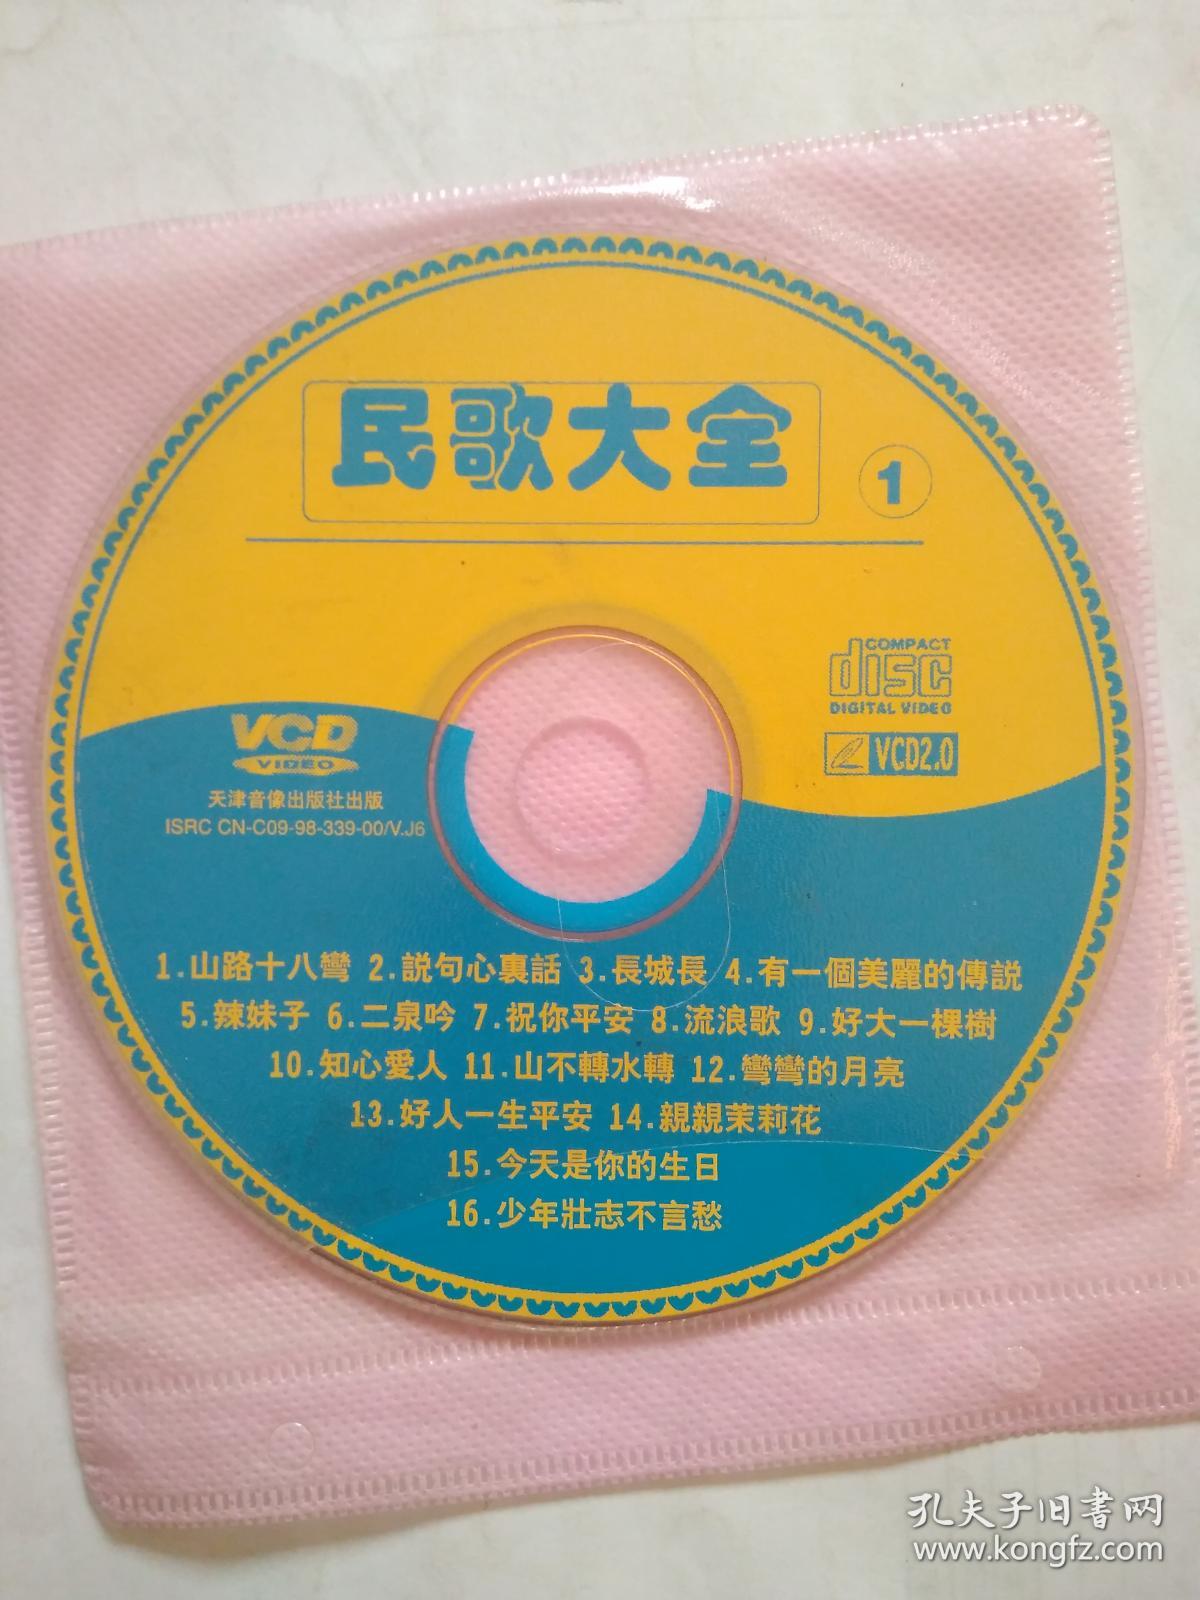 民歌大全 1
COMPACT
disc
DIGITAL VIDEO
VCD
VIDEO
VCD2.0
天津音像出版社出版
ISRC CN-C09-98-339-00/V.J6
1.山路十八彎 2.説句心裏話 3.長城長 4.有一個美麗的傳説
5.辣妹子 6.二泉吟 7.祝你平安 8.流浪歌 9.好大一棵樹
10.知心愛人 11.山不轉水轉 12.彎彎的月亮
13.好人一生平安 14.親親茉莉花
15.今天是你的生日
16.少年壯志不言愁
孔夫子旧書网
www.kongfz.com